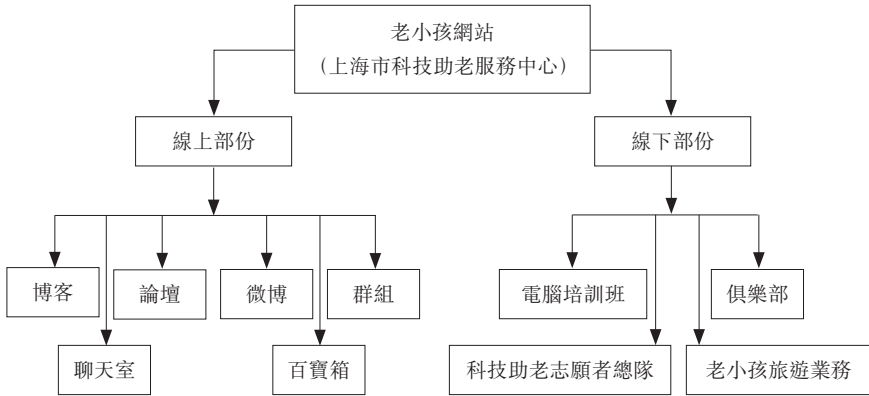 老小孩網站
（上海市科技助老服務中心）
線上部份
線下部份
博客
論壇
微博
群組
電腦培訓班
俱樂部
聊天室
百寶箱
科技助老志願者總隊
老小孩旅遊業務